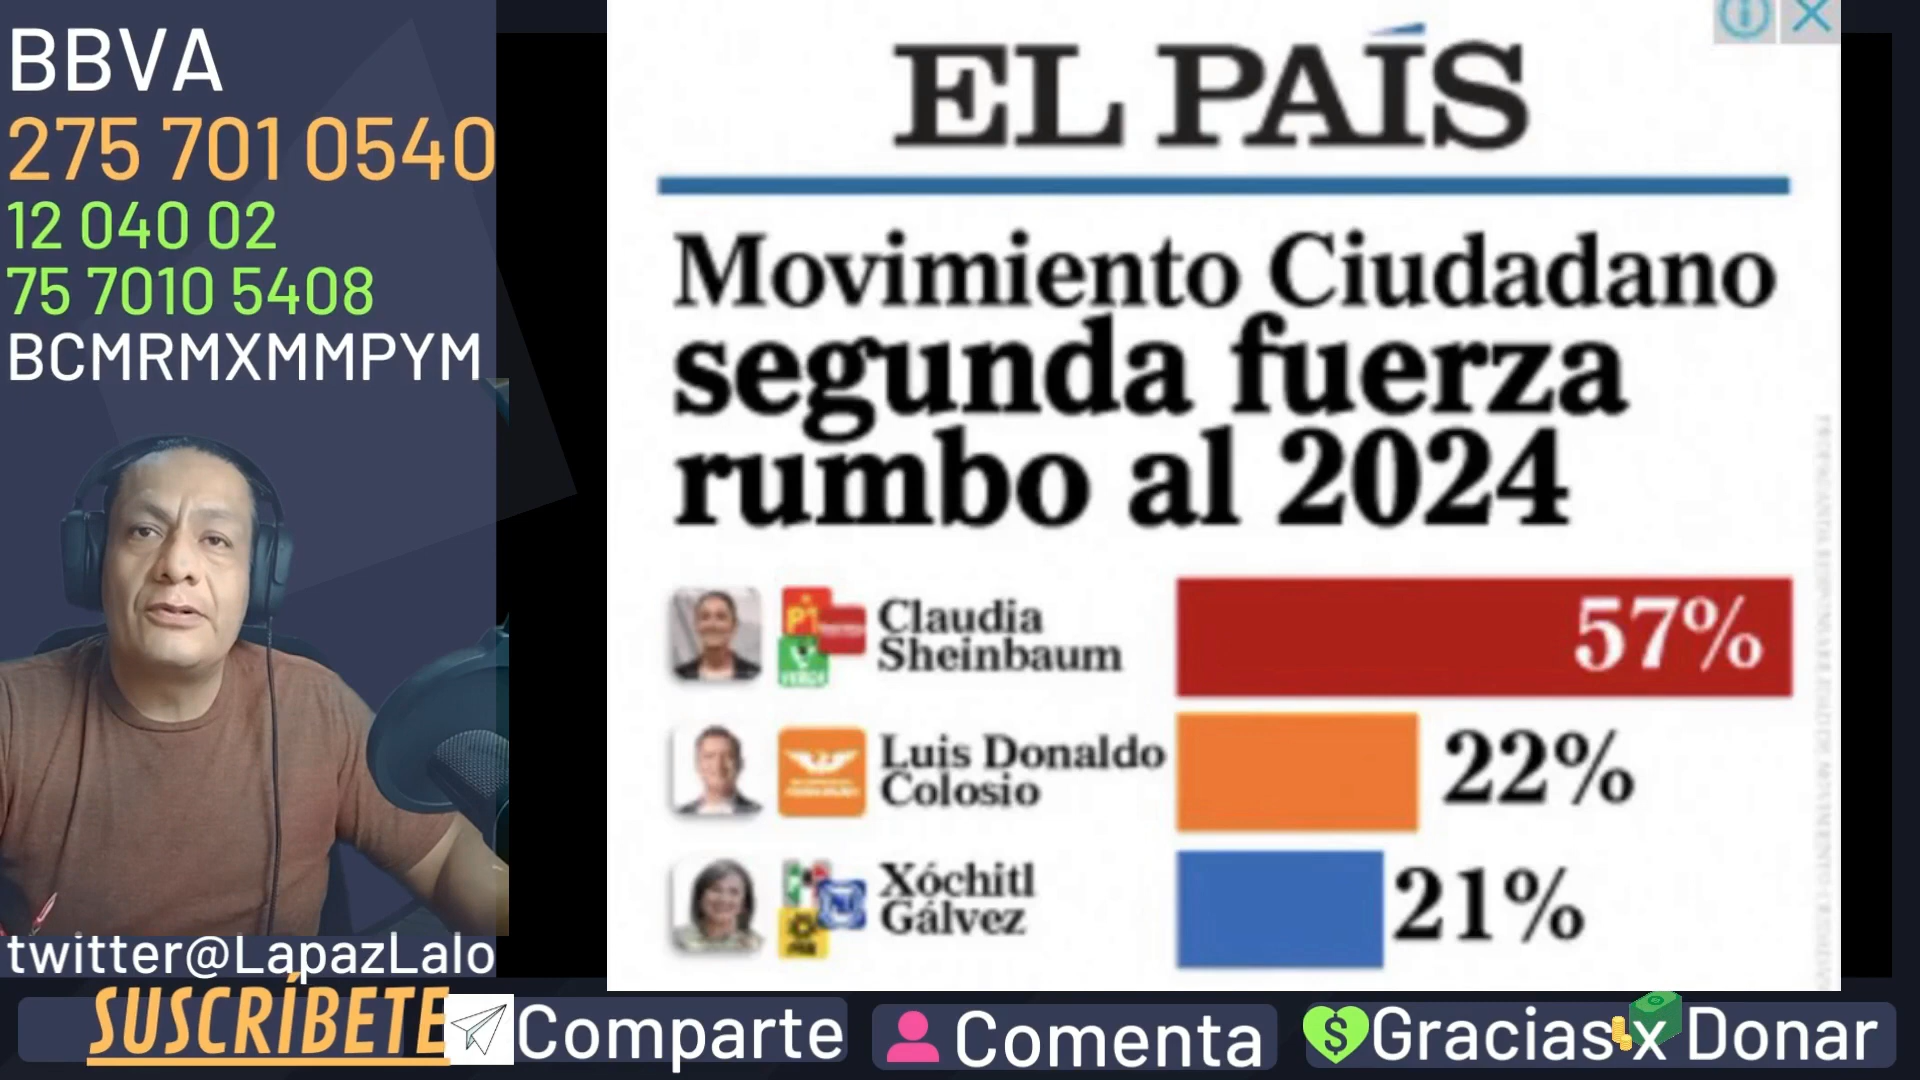 BBVA
275 701 0540
12 040 02
75 7010 5408
BCMRMXMMPYM
twitter@LapazLalo
SUSCRÍBETE
EL PAÍS
Movimiento Ciudadano
segunda fuerza
rumbo al 2024
Claudia
Sheinbaum
57%
Luis Donaldo
Colosio
22%
Xóchitl
Gálvez
21%
Comparte
Comenta
Gracias x Donar